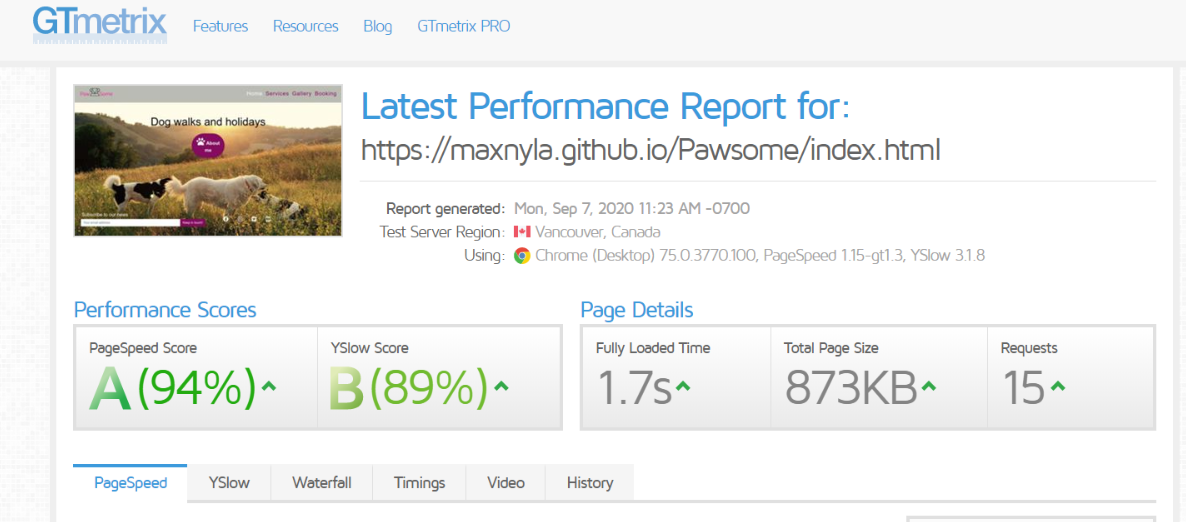 GTmetrix
Features Resources Blog GTmetrix PRO
Home Services Gallery Booking
Dog walks and holidays
About
me
Subscribe to our news
Latest Performance Report for:
https://maxnyla.github.io/Pawsome/index.html
Report generated: Mon, Sep 7, 2020 11:23 AM -0700
Test Server Region: Vancouver, Canada
Using: Chrome (Desktop) 75.0.3770.100, PageSpeed 1.15-gt1.3, YSlow 3.1.8
Performance Scores
PageSpeed Score YSlow Score
A (94%) B (89%)
Page Details
Fully Loaded Time Total Page Size Requests
1.7s 873KB 15
PageSpeed YSlow Waterfall Timings Video History